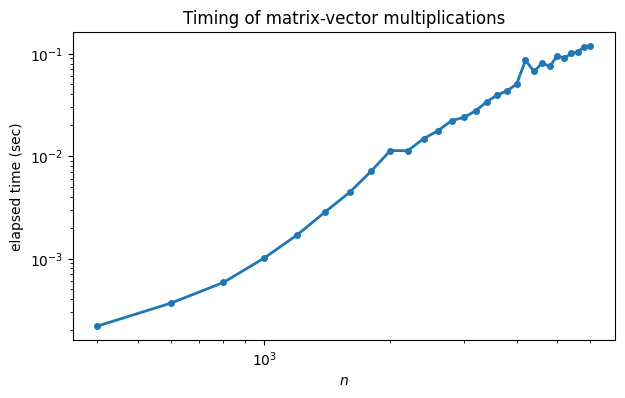 Timing of matrix-vector multiplications
10⁻¹
10⁻²
10⁻³
elapsed time (sec)
10³
n